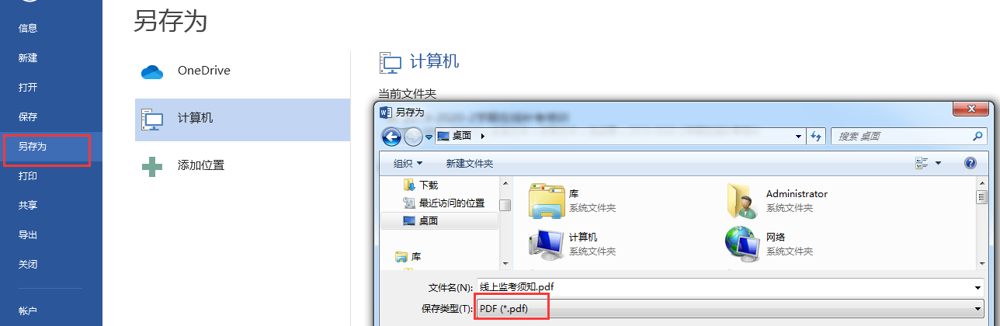 另存为
信息
新建
打开
保存
另存为
打印
共享
导出
关闭
帐户
OneDrive
计算机
添加位置
计算机
当前文件夹
另存为
桌面
搜索 桌面
组织
新建文件夹
下载
最近访问的位置
桌面
库
库
系统文件夹
Administrator
系统文件夹
计算机
系统文件夹
网络
系统文件夹
文件名(N):
线上监考须知.pdf
保存类型(T):
PDF (*.pdf)